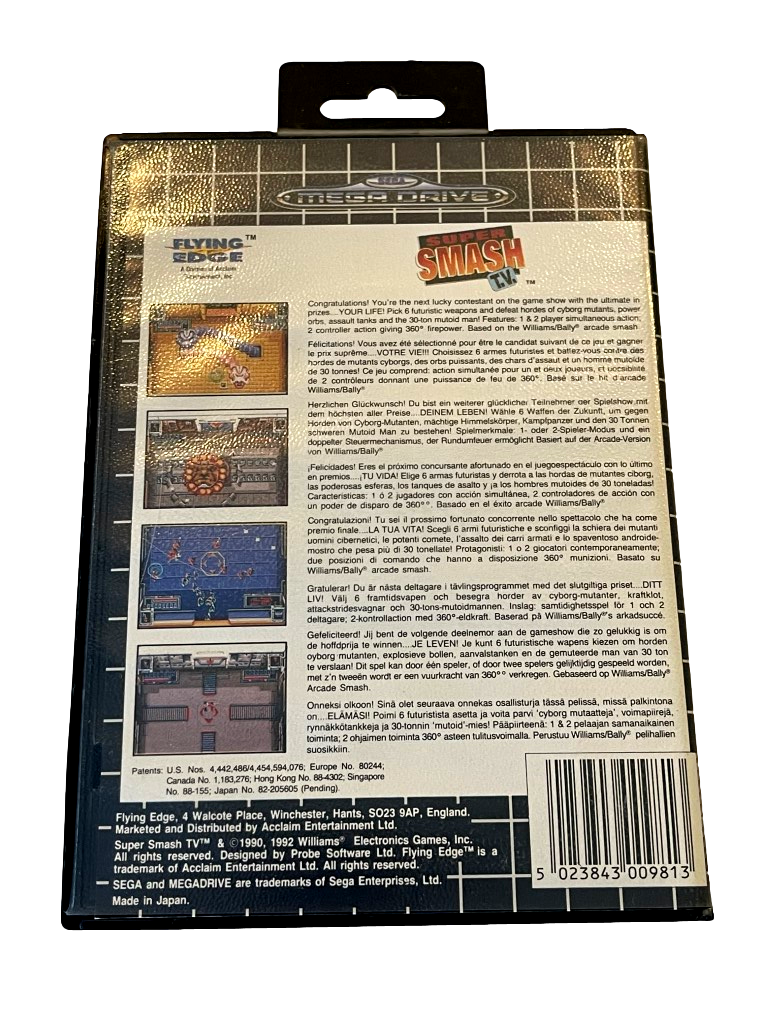 SEGA
MEGA DRIVE
FLYING
EDGE™
A Division of Acclaim
Entertainment, Inc.
SUPER
SMASH
T.V.™
Congratulations! You're the next lucky contestant on the game show with the ultimate in
prizes....YOUR LIFE! Pick 6 futuristic weapons and defeat hordes of cyborg mutants, power
orbs, assault tanks and the 30-ton mutoid man! Features: 1 & 2 player simultaneous action,
2 controller action giving 360° firepower. Based on the Williams/Bally® arcade smash.
Félicitations! Vous avez été sélectionné pour être le candidat suivant de ce jeu et gagner
le prix suprême....VOTRE VIE!!! Choisissez 6 armes futuristes et battez-vous contre des
hordes de mutants cyborgs, des orbs puissants, des chars d'assaut et un homme mutoïde
de 30 tonnes! Ce jeu comprend: action simultanée pour un et deux joueurs, et possibilité
de 2 contrôleurs donnant une puissance de feu de 360°. Basé sur le hit d'arcade
Williams/Bally®
Herzlichen Glückwunsch! Du bist ein weiterer glücklicher Teilnehmer der Spielshow mit
dem höchsten aller Preise....DEINEM LEBEN! Wähle 6 Waffen der Zukunft, um gegen
Horden von Cyborg-Mutanten, mächtige Himmelskörper, Kampfpanzer und den 30 Tonnen
schweren Mutoid Man zu bestehen! Spielmerkmale: 1- oder 2-Spieler-Modus und ein
doppelter Steuermechanismus, der Rundumfeuer ermöglicht Basiert auf der Arcade-Version
von Williams/Bally®
¡Felicidades! Eres el próximo concursante afortunado en el juegoespectáculo con lo último
en premios....¡TU VIDA! Elige 6 armas futuristas y derrota a las hordas de mutantes ciborg,
las poderosas esferas, los tanques de asalto y ¡a los hombres mutoides de 30 toneladas!
Características: 1 ó 2 jugadores con acción simultánea, 2 controladores de acción con
un poder de disparo de 360°°. Basado en el éxito arcade Williams/Bally®
Congratulazioni! Tu sei il prossimo fortunato concorrente nello spettacolo che ha come
premio finale....LA TUA VITA! Scegli 6 armi futuristiche e sconfiggi la schiera dei mutanti
uomini cibernetici, le potenti comete, l'assalto dei carri armati e lo spaventoso androide-
mostro che pesa più di 30 tonellate! Protagonisti: 1 o 2 giocatori contemporaneamente;
due posizioni di comando che hanno a disposizione 360° munizioni. Basato su
Williams/Bally® arcade smash.
Gratulerar! Du är nästa deltagare i tävlingsprogrammet med det slutgiltiga priset....DITT
LIV! Välj 6 framtidsvapen och besegra horder av cyborg-mutanter, kraftklot,
attackstridesvagnar och 30-tons-mutoidmannen. Inslag: samtidighetsspel för 1 och 2
deltagare; 2-kontrollaction med 360°-eldkraft. Baserad på Williams/Bally®'s arkadsuccé.
Gefeliciteerd! Jij bent de volgende deelnemor aan de gameshow die zo gelukkig is om
de hoffdprijta te winnen....JE LEVEN! Je kunt 6 futuristische wapens kiezen om horden
oyborg mutanten, explosieve bollen, aanvalstanken en de gemuteerde man van 30 ton
te verslaan! Dit spel kan door één speler, of door twee spelers gelijktijdig gespeeld worden,
met z'n tweeën wordt er een vuurkracht van 360°° verkregen. Gebaseerd op Williams/Bally®
Arcade Smash.
Onneksi olkoon! Sinä olet seuraava onnekas osallisturja tässä pelissä, missä palkintona
on....ELÄMÄSI! Poimi 6 futuristista asetta ja voita parvi 'cyborg mutaatteja', voimapiirejä,
rynnäkkötankkeja ja 30-tonnin 'mutoid'-mies! Pääpiirteenä: 1 & 2 pelaajan samanaikainen
toiminta; 2 ohjaimen toiminta 360° asteen tulitusvoimalla. Perustuu Williams/Bally® pelihallien
suosikkiin.
Patents: U.S. Nos. 4,442,486/4,454,594,076; Europe No. 80244;
Canada No. 1,183,276; Hong Kong No. 88-4302; Singapore
No. 88-155; Japan No. 82-205605 (Pending).
Flying Edge, 4 Walcote Place, Winchester, Hants, SO23 9AP, England.
Marketed and Distributed by Acclaim Entertainment Ltd.
Super Smash TV™ & ©1990, 1992 Williams® Electronics Games, Inc.
All rights reserved. Designed by Probe Software Ltd. Flying Edge™ is a
trademark of Acclaim Entertainment Ltd. All rights reserved.
SEGA and MEGADRIVE are trademarks of Sega Enterprises, Ltd.
Made in Japan.
5 023843 009813